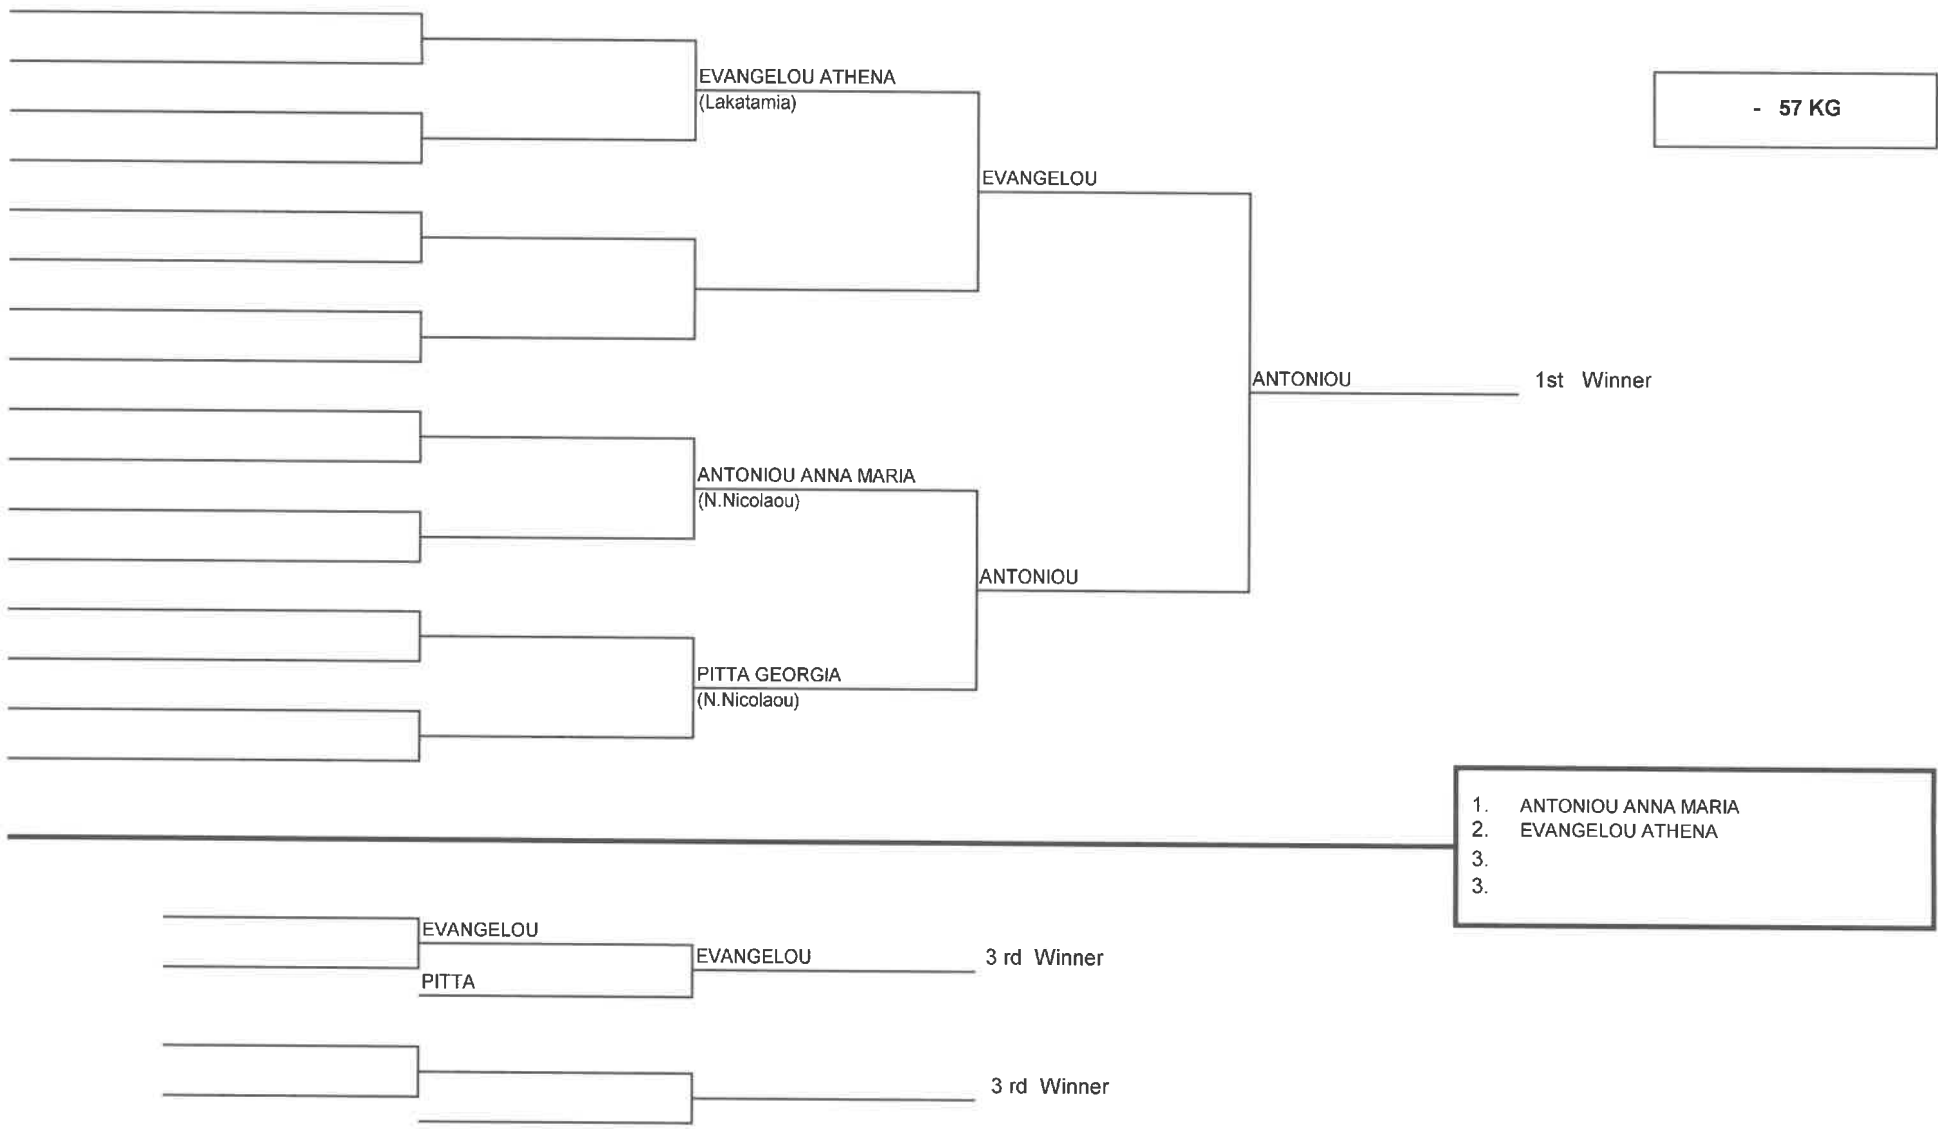 EVANGELOU ATHENA
(Lakatamia)
- 57 KG
EVANGELOU
ANTONIOU
1st Winner
ANTONIOU ANNA MARIA
(N.Nicolaou)
ANTONIOU
PITTA GEORGIA
(N.Nicolaou)
1. ANTONIOU ANNA MARIA
2. EVANGELOU ATHENA
3.
3.
EVANGELOU
EVANGELOU
3 rd Winner
PITTA
3 rd Winner